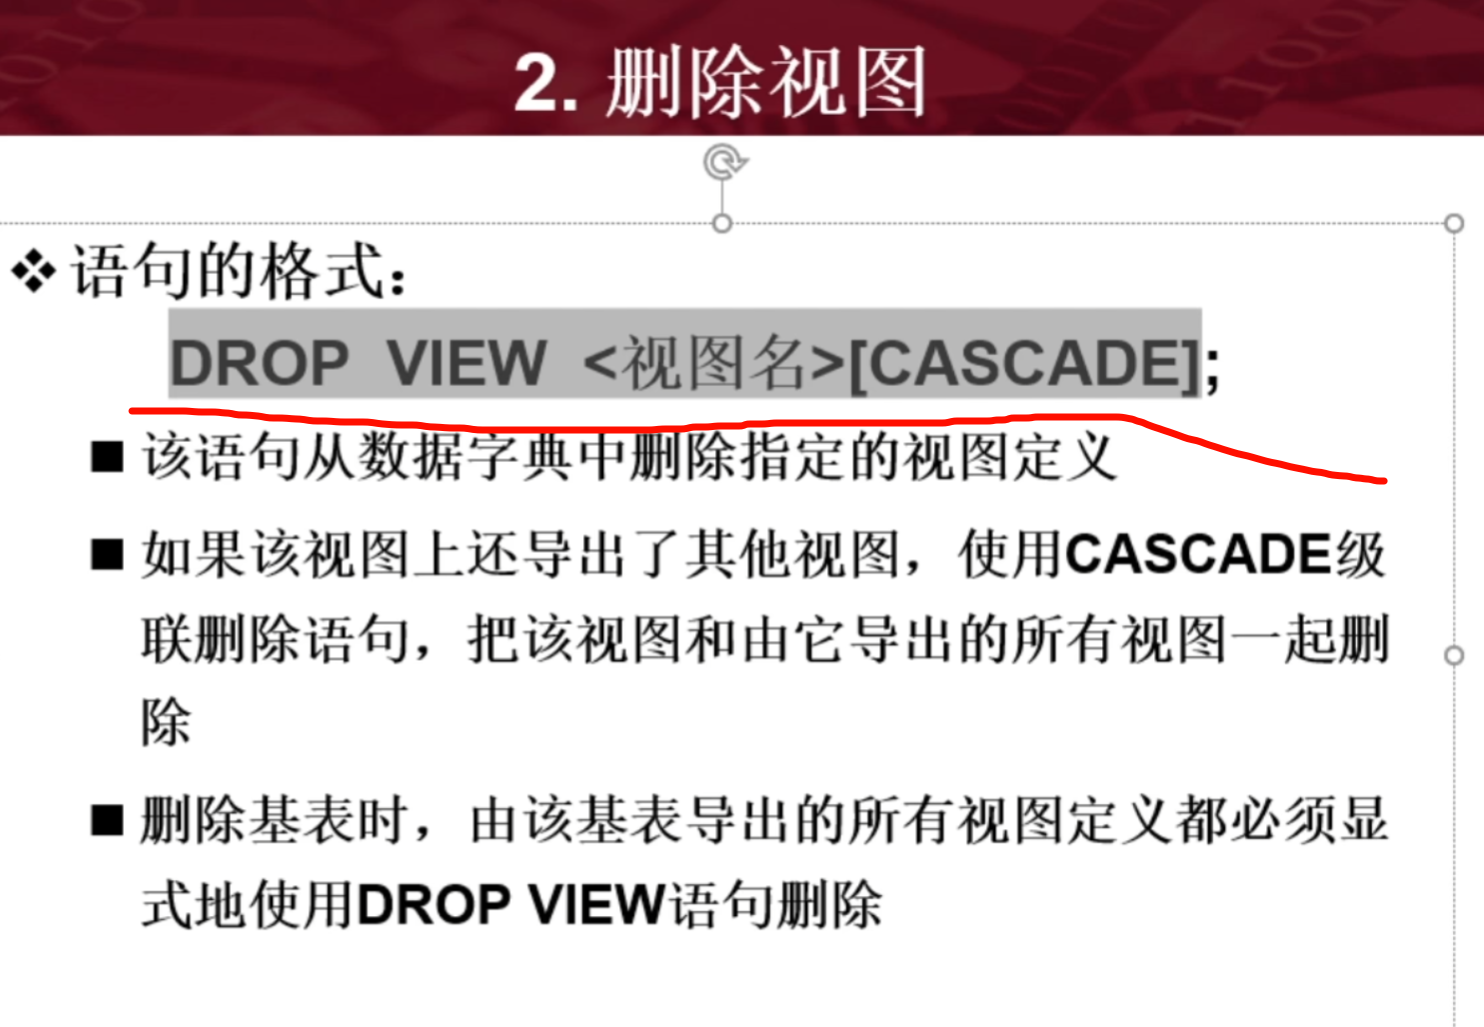 2. 删除视图
语句的格式：
DROP VIEW <视图名>[CASCADE];
该语句从数据字典中删除指定的视图定义
如果该视图上还导出了其他视图，使用CASCADE级
联删除语句，把该视图和由它导出的所有视图一起删
除
删除基表时，由该基表导出的所有视图定义都必须显
式地使用DROP VIEW语句删除